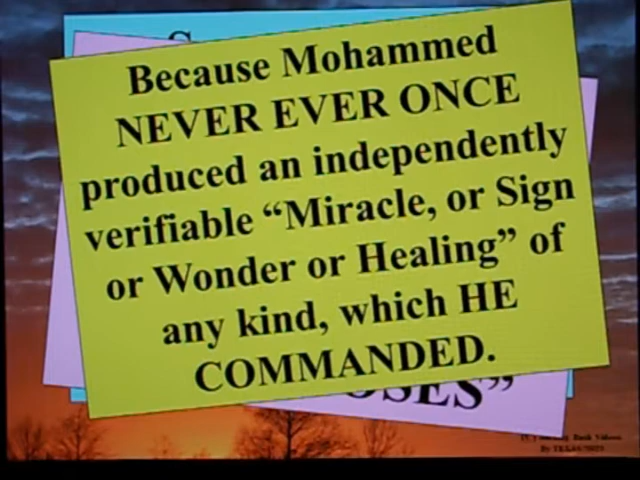 S
Because Mohammed
NEVER EVER ONCE
produced an independently
verifiable “Miracle, or Sign
or Wonder or Healing” of
any kind, which HE
COMMANDED.
OSES”